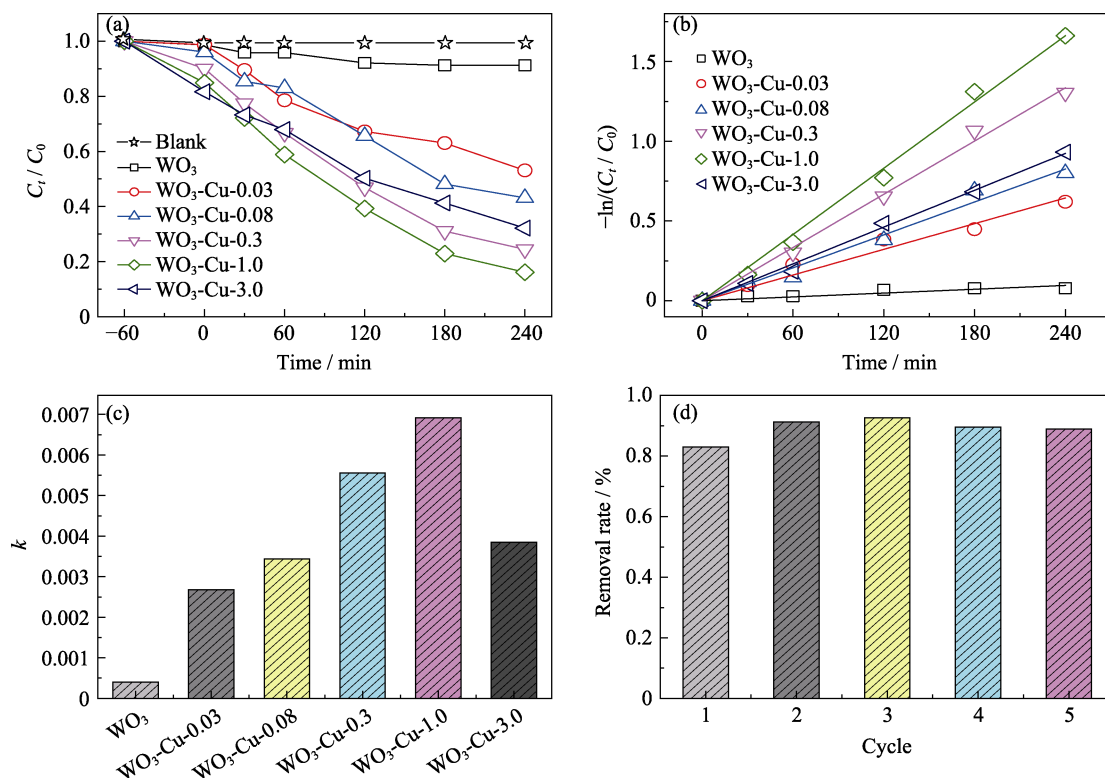 (a)
1.0
0.8
0.6
0.4
0.2
0
Cₜ / C₀
Blank
WO₃
WO₃-Cu-0.03
WO₃-Cu-0.08
WO₃-Cu-0.3
WO₃-Cu-1.0
WO₃-Cu-3.0
−60 0 60 120 180 240
Time / min
(b)
1.5
1.0
0.5
0
−ln/(Cₜ / C₀)
WO₃
WO₃-Cu-0.03
WO₃-Cu-0.08
WO₃-Cu-0.3
WO₃-Cu-1.0
WO₃-Cu-3.0
0 60 120 180 240
Time / min
(c)
0.007
0.006
0.005
0.004
0.003
0.001
0
k
WO₃
WO₃-Cu-0.03
WO₃-Cu-0.08
WO₃-Cu-0.3
WO₃-Cu-1.0
WO₃-Cu-3.0
(d)
1.0
0.8
0.6
0.4
0.2
0
Removal rate / %
1 2 3 4 5
Cycle